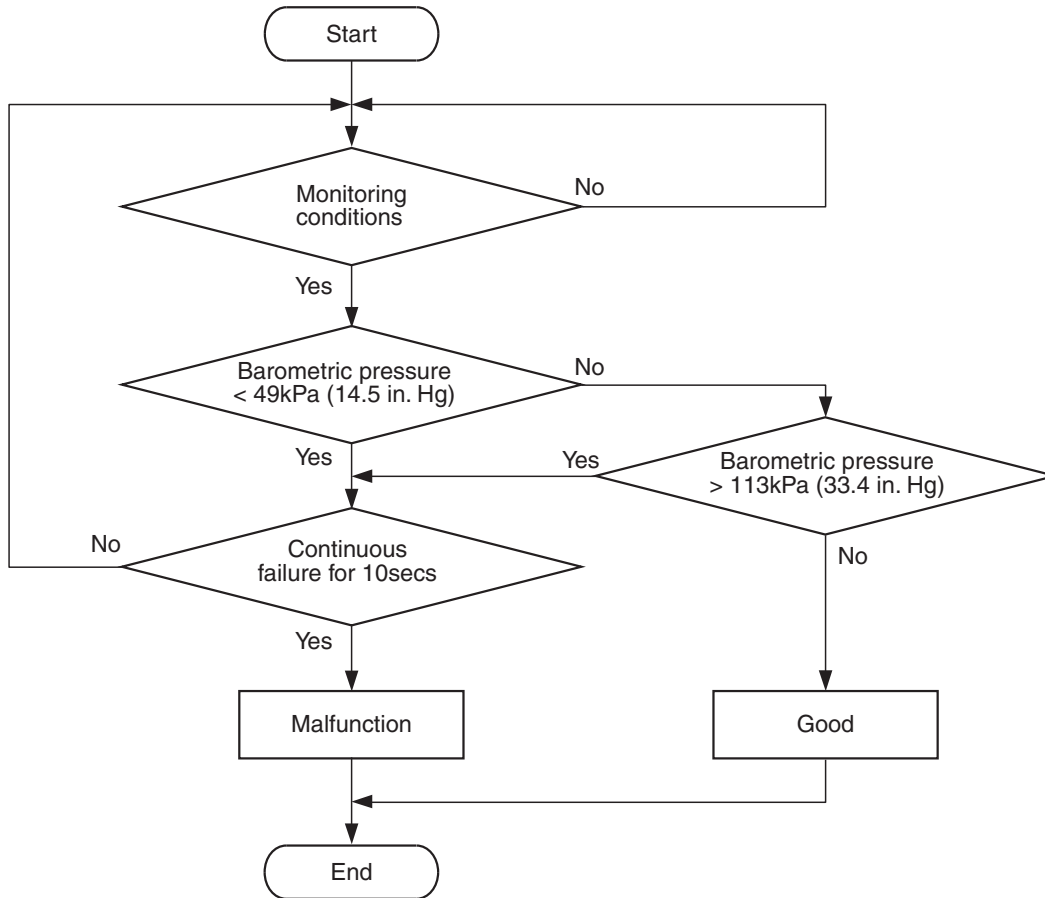 Start
Monitoring
conditions
No
Yes
Barometric pressure
< 49kPa (14.5 in. Hg)
No
Yes
Yes
Barometric pressure
> 113kPa (33.4 in. Hg)
No
Continuous
failure for 10secs
No
Yes
Malfunction
Good
End